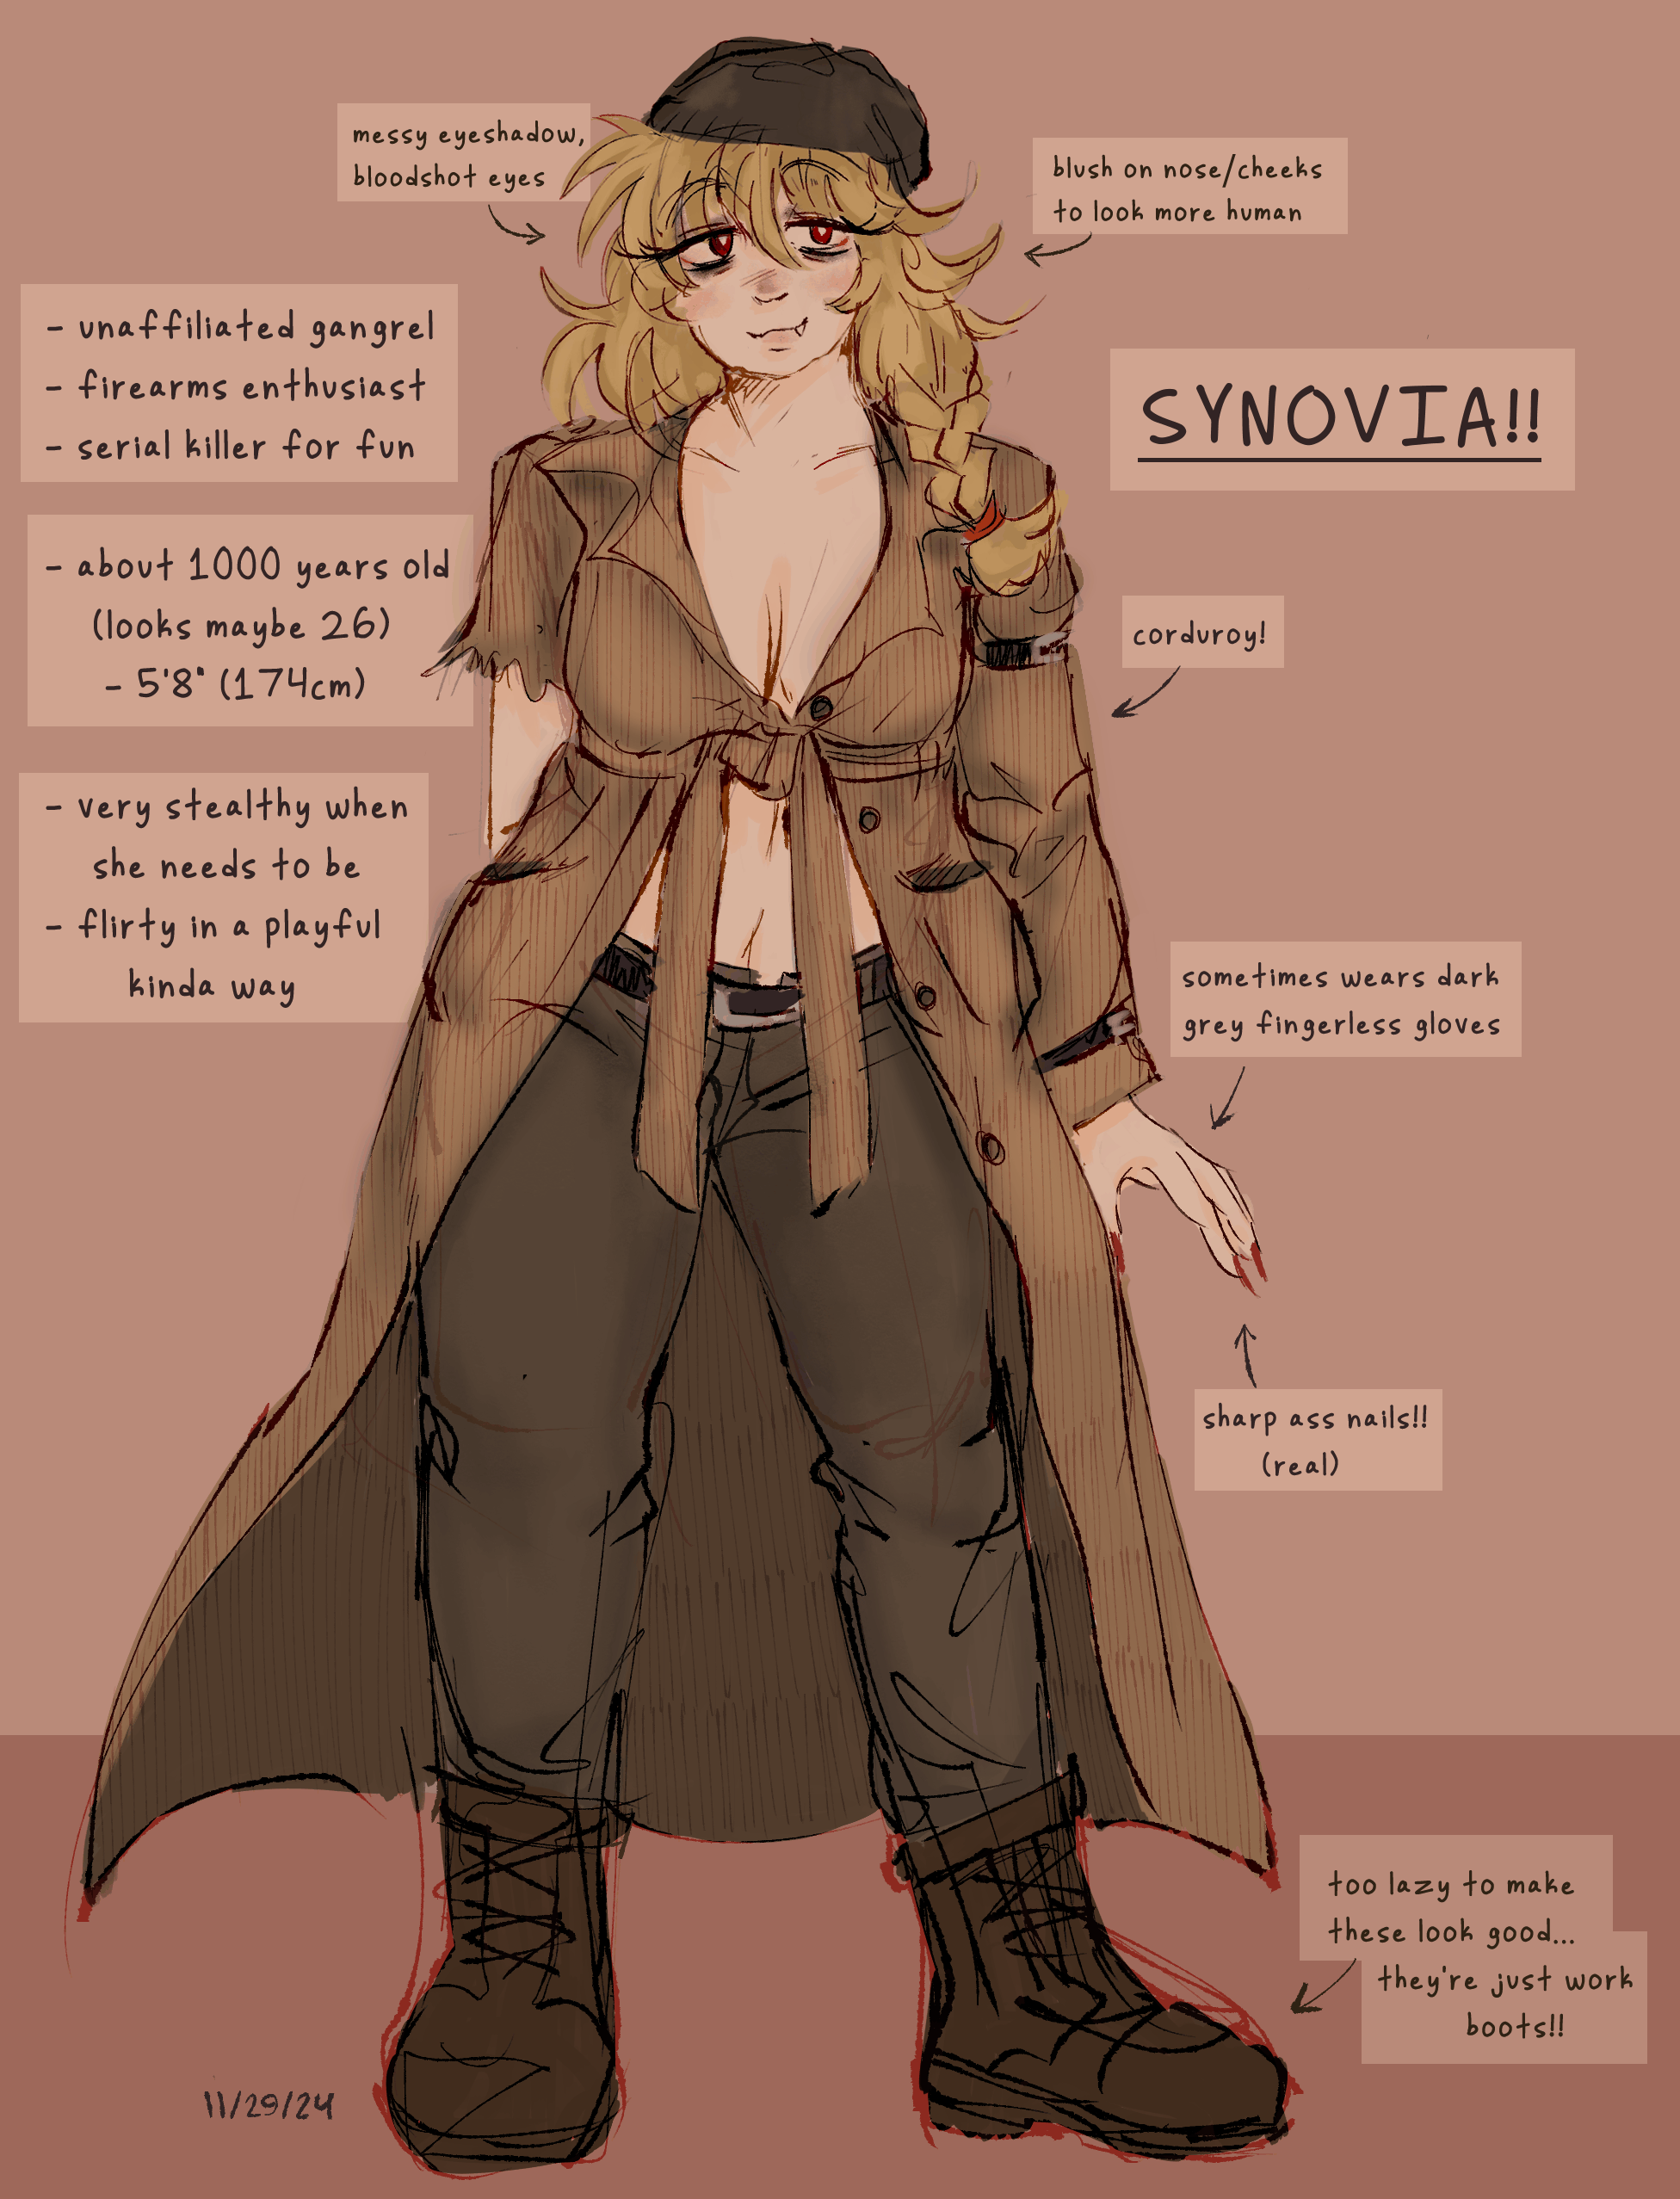 messy eyeshadow,
bloodshot eyes
blush on nose/cheeks
to look more human
- unaffiliated gangrel
- firearms enthusiast
- serial killer for fun
SYNOVIA!!
- about 1000 years old
(looks maybe 26)
- 5'8" (174cm)
corduroy!
- very stealthy when
she needs to be
- flirty in a playful
kinda way
sometimes wears dark
grey fingerless gloves
sharp ass nails!!
(real)
too lazy to make
these look good...
they're just work
boots!!
11/29/24